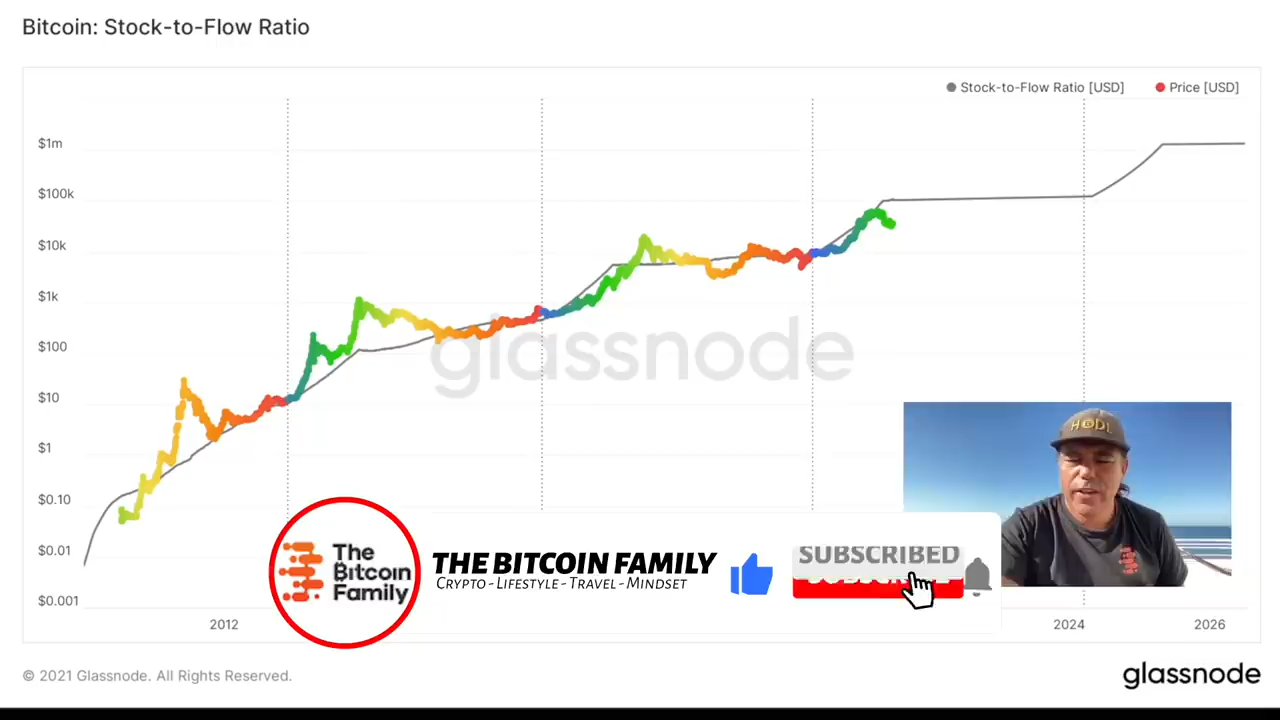 Bitcoin: Stock-to-Flow Ratio
Stock-to-Flow Ratio [USD] Price [USD]
$1m
$100k
$10k
$1k
$100
$10
$1
$0.10
$0.01
$0.001
glassnode
HODL
The
Bitcoin
Family
THE BITCOIN FAMILY
CRYPTO - LIFESTYLE - TRAVEL - MINDSET
SUBSCRIBED
2012 2024 2026
© 2021 Glassnode. All Rights Reserved.
glassnode